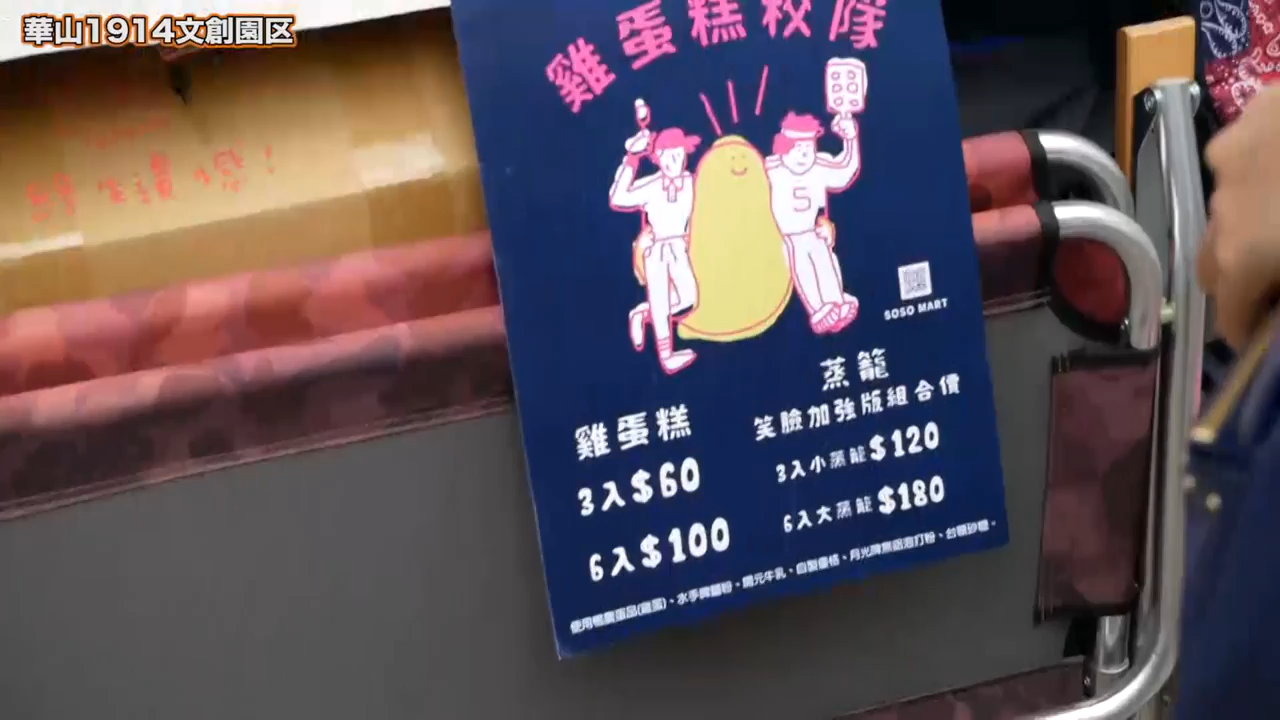 華山1914文創園区
雞蛋糕校隊
S
SOSO MART
雞蛋糕
3入$60
6入$100
蒸籠
笑臉加強版組合價
3入小蒸籠$120
6入大蒸籠$180